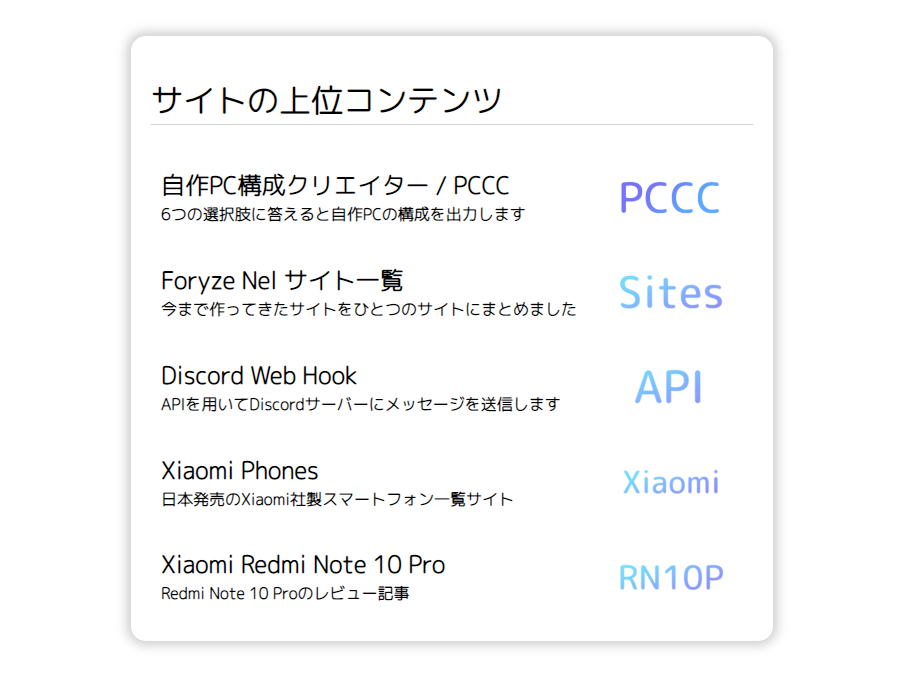 サイトの上位コンテンツ
自作PC構成クリエイター / PCCC
6つの選択肢に答えると自作PCの構成を出力します
PCCC
Foryze Nel サイト一覧
今まで作ってきたサイトをひとつのサイトにまとめました
Sites
Discord Web Hook
APIを用いてDiscordサーバーにメッセージを送信します
API
Xiaomi Phones
日本発売のXiaomi社製スマートフォン一覧サイト
Xiaomi
Xiaomi Redmi Note 10 Pro
Redmi Note 10 Proのレビュー記事
RN10P